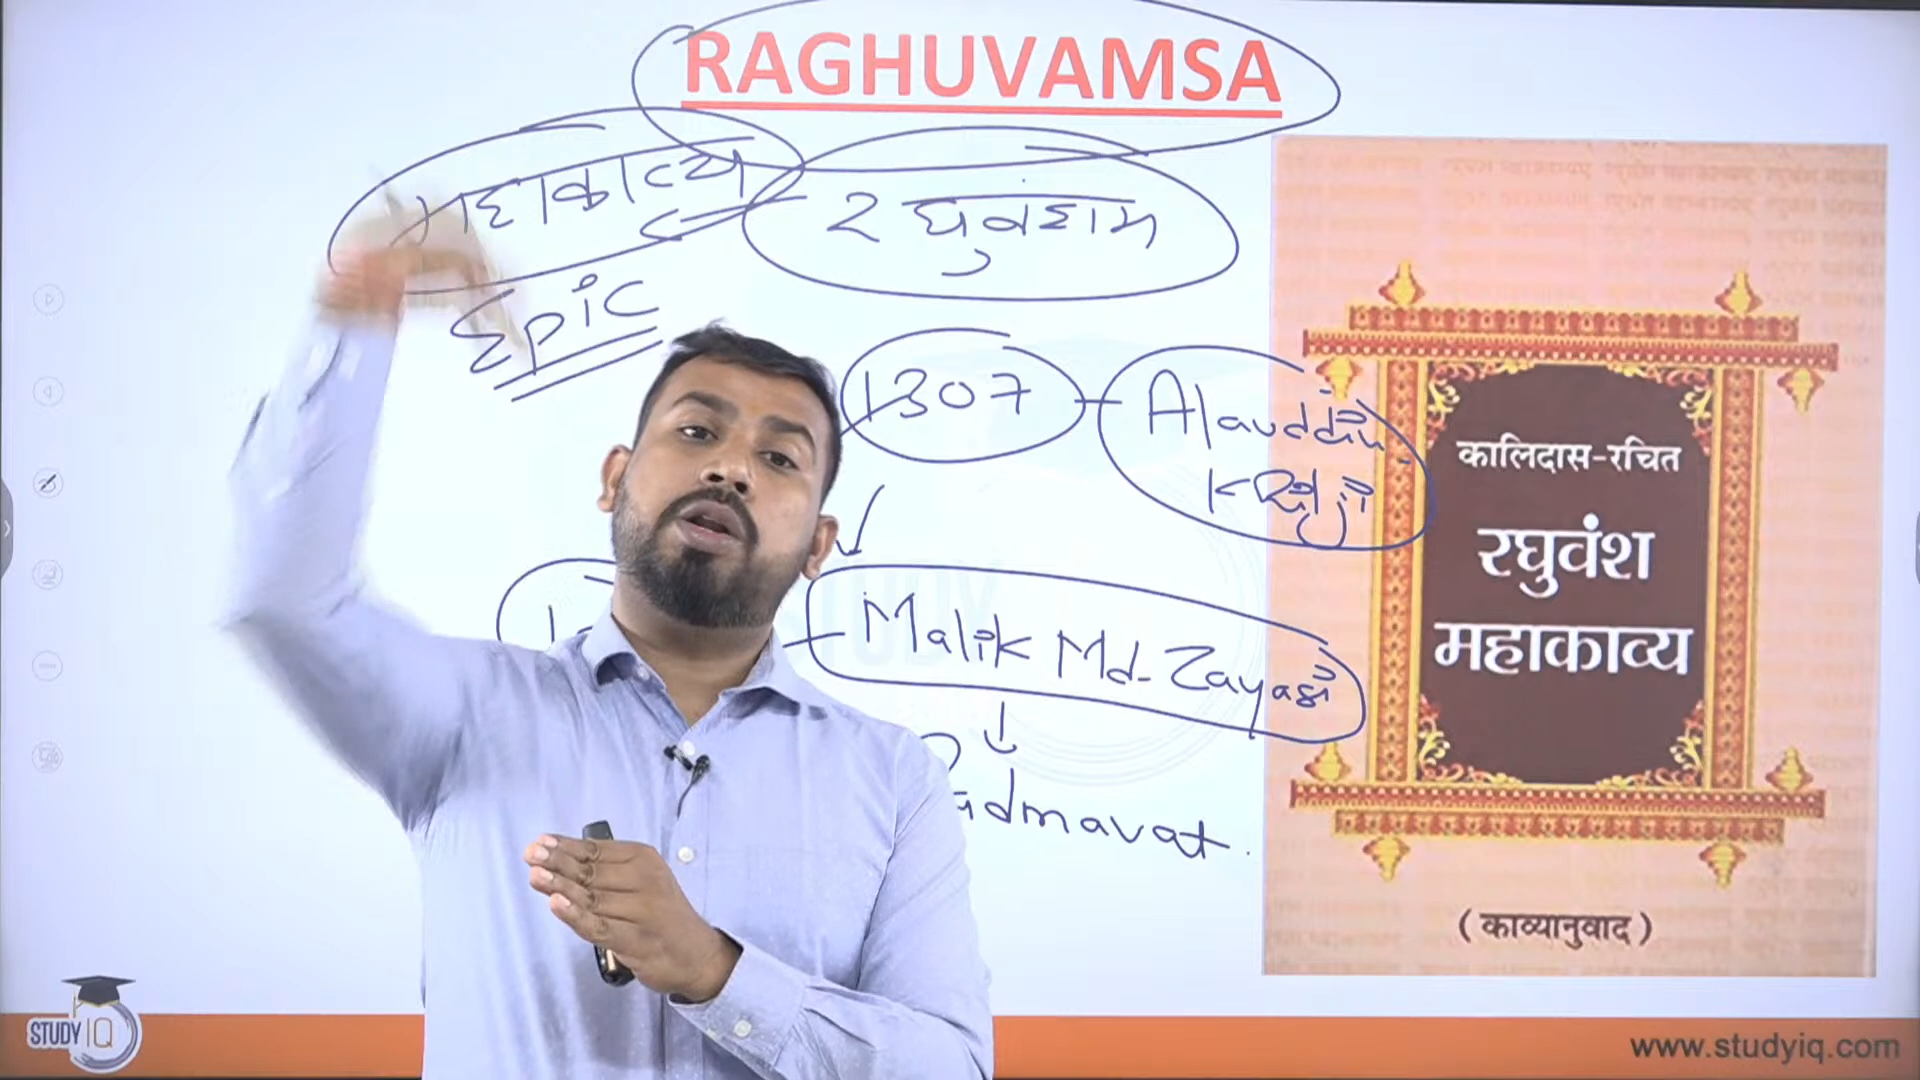 RAGHUVAMSA
महाकाव्य
रघुवंशम
Epic
1307
Alauddin
Khilji
Malik Md. Zayasi
Padmavat
कालिदास-रचित
रघुवंश
महाकाव्य
(काव्यानुवाद)
STUDY IQ
www.studyiq.com